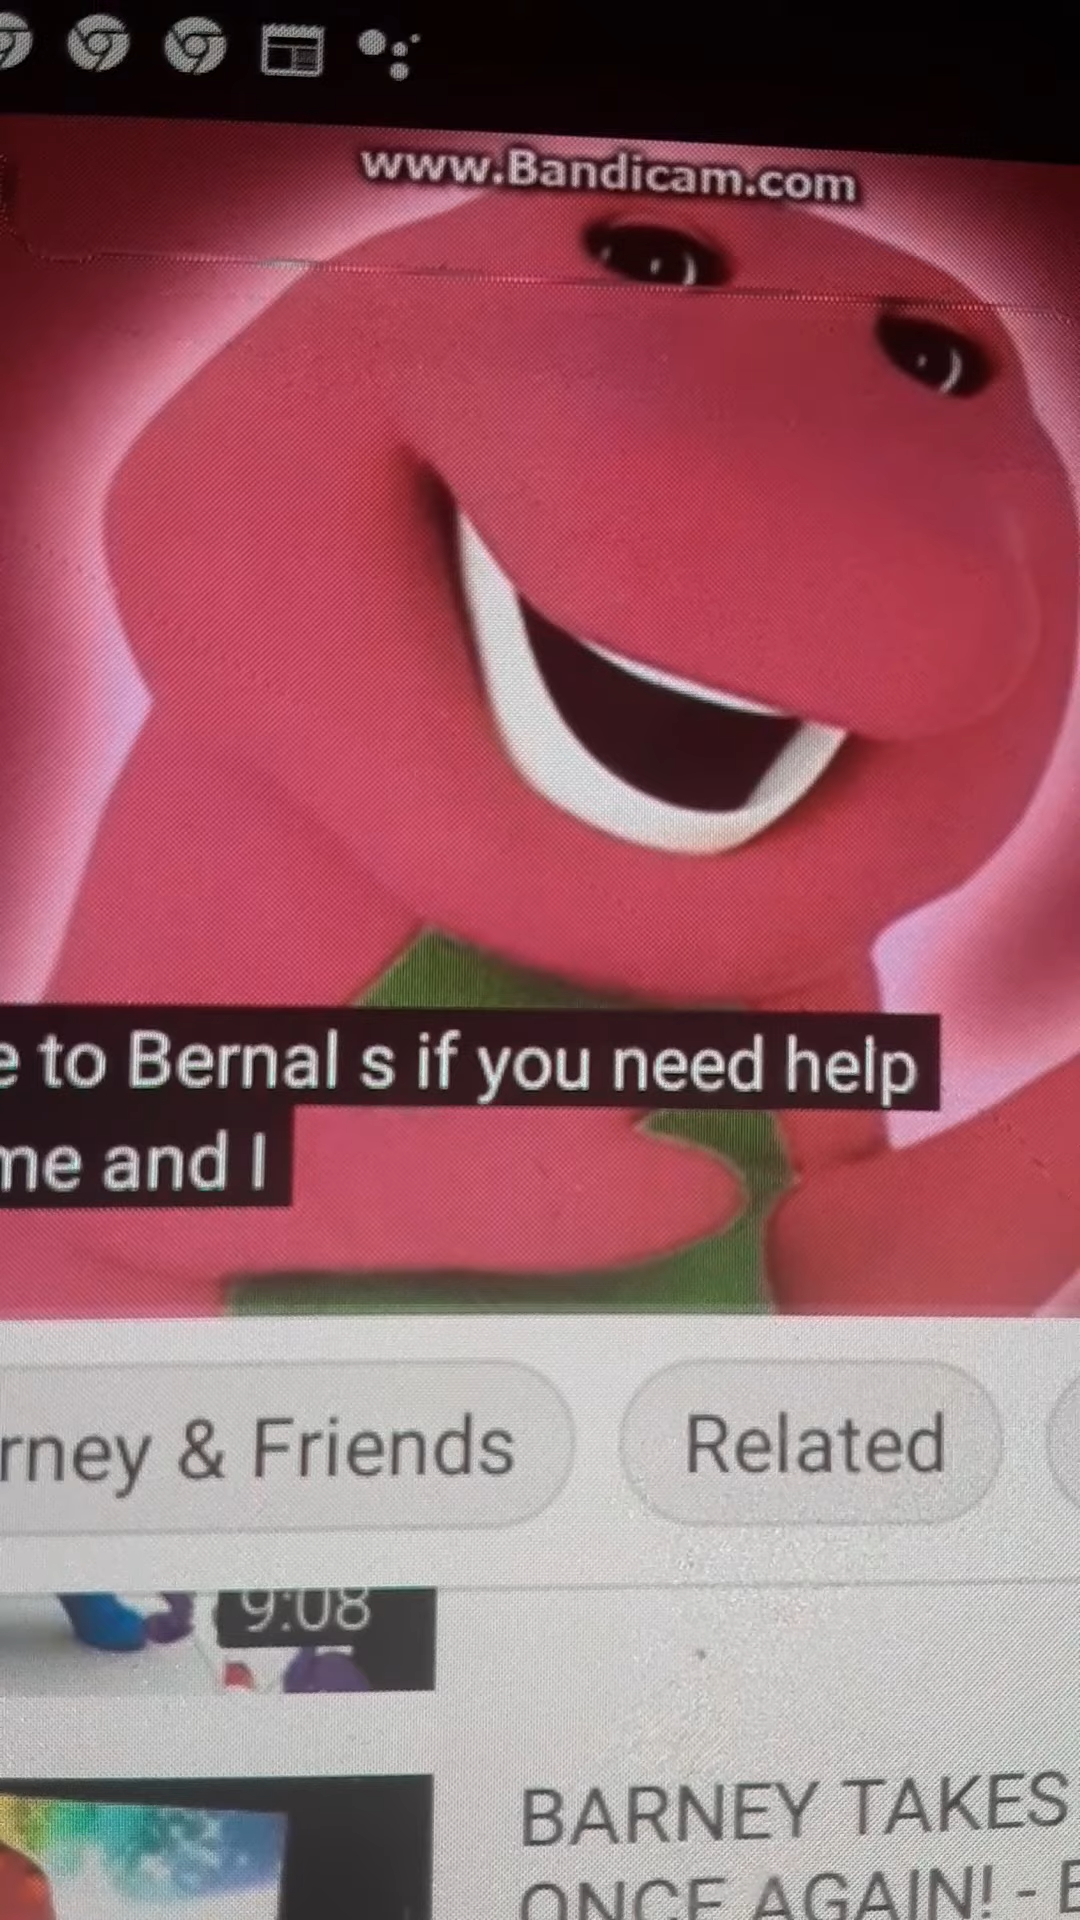 www.Bandicam.com
e to Bernal s if you need help
me and I
rney & Friends
Related
9:08
BARNEY TAKES
ONCE AGAIN! -